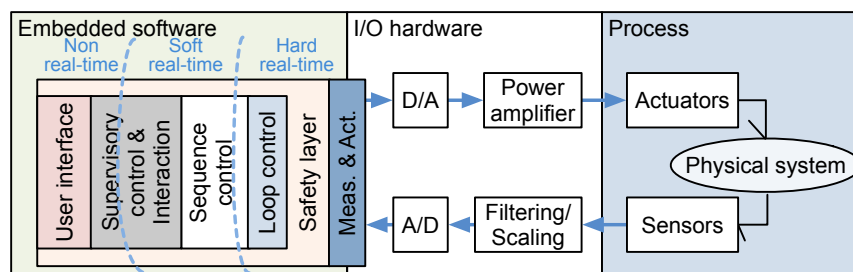 Embedded software
I/O hardware
Process
Non
real-time
Soft
real-time
Hard
real-time
User interface
Supervisory
control &
Interaction
Sequence
control
Loop control
Safety layer
Meas. & Act.
D/A
Power
amplifier
Actuators
Physical system
A/D
Filtering/
Scaling
Sensors